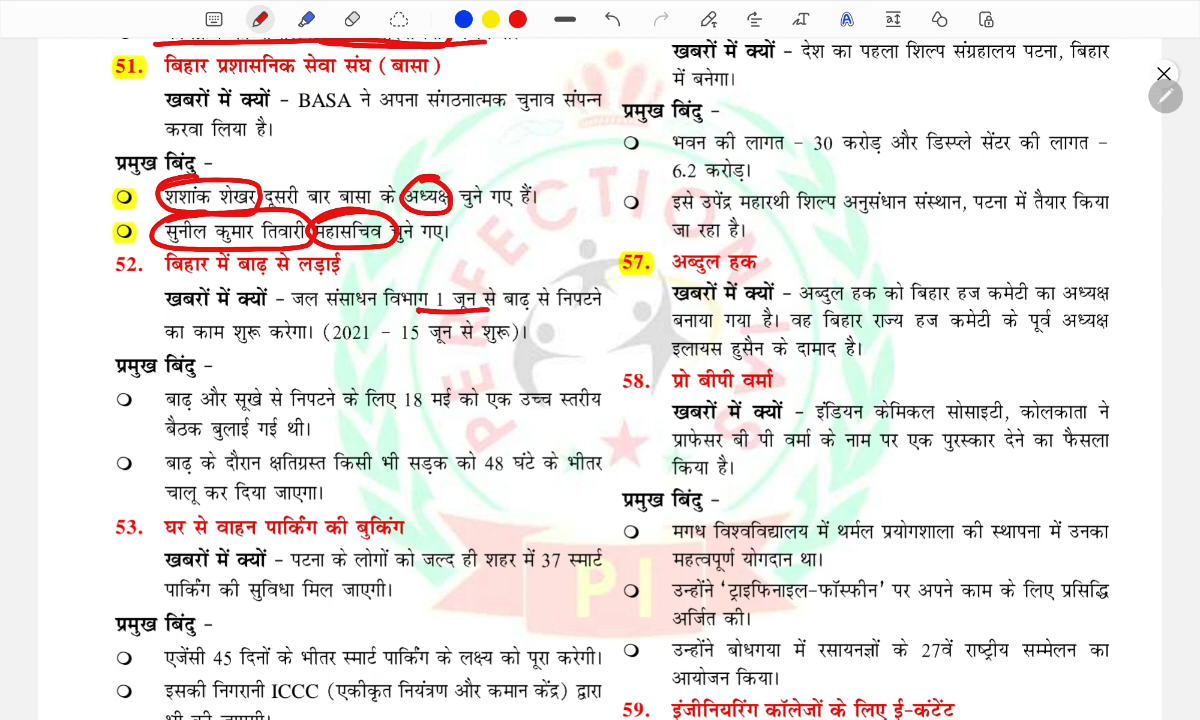 51. बिहार प्रशासनिक सेवा संघ (बासा)
खबरों में क्यों – BASA ने अपना संगठनात्मक चुनाव संपन्न
करवा लिया है।
प्रमुख बिंदु –
शशांक शेखर दूसरी बार बासा के अध्यक्ष चुने गए हैं।
सुनील कुमार तिवारी महासचिव चुने गए।
52. बिहार में बाढ़ से लड़ाई
खबरों में क्यों – जल संसाधन विभाग 1 जून से बाढ़ से निपटने
का काम शुरू करेगा। (2021 – 15 जून से शुरू)।
प्रमुख बिंदु –
बाढ़ और सूखे से निपटने के लिए 18 मई को एक उच्च स्तरीय
बैठक बुलाई गई थी।
बाढ़ के दौरान क्षतिग्रस्त किसी भी सड़क को 48 घंटे के भीतर
चालू कर दिया जाएगा।
53. घर से वाहन पार्किंग की बुकिंग
खबरों में क्यों – पटना के लोगों को जल्द ही शहर में 37 स्मार्ट
पार्किंग की सुविधा मिल जाएगी।
प्रमुख बिंदु –
एजेंसी 45 दिनों के भीतर स्मार्ट पार्किंग के लक्ष्य को पूरा करेगी।
इसकी निगरानी ICCC (एकीकृत नियंत्रण और कमान केंद्र) द्वारा
खबरों में क्यों – देश का पहला शिल्प संग्रहालय पटना, बिहार
में बनेगा।
प्रमुख बिंदु –
भवन की लागत – 30 करोड़ और डिस्प्ले सेंटर की लागत –
6.2 करोड़।
इसे उपेंद्र महारथी शिल्प अनुसंधान संस्थान, पटना में तैयार किया
जा रहा है।
57. अब्दुल हक
खबरों में क्यों – अब्दुल हक को बिहार हज कमेटी का अध्यक्ष
बनाया गया है। वह बिहार राज्य हज कमेटी के पूर्व अध्यक्ष
इलायस हुसैन के दामाद है।
58. प्रो बीपी वर्मा
खबरों में क्यों – इंडियन केमिकल सोसाइटी, कोलकाता ने
प्राफेसर बी पी वर्मा के नाम पर एक पुरस्कार देने का फैसला
किया है।
प्रमुख बिंदु –
मगध विश्वविद्यालय में थर्मल प्रयोगशाला की स्थापना में उनका
महत्वपूर्ण योगदान था।
उन्होंने ‘ट्राइफिनाइल-फॉस्फीन’ पर अपने काम के लिए प्रसिद्धि
अर्जित की।
उन्होंने बोधगया में रसायनज्ञों के 27वें राष्ट्रीय सम्मेलन का
आयोजन किया।
59. इंजीनियरिंग कॉलेजों के लिए ई-कंटेंट
PERFECTION
PI